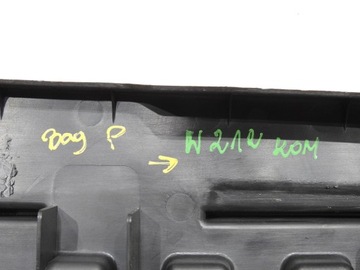 зад P → W 212 ком